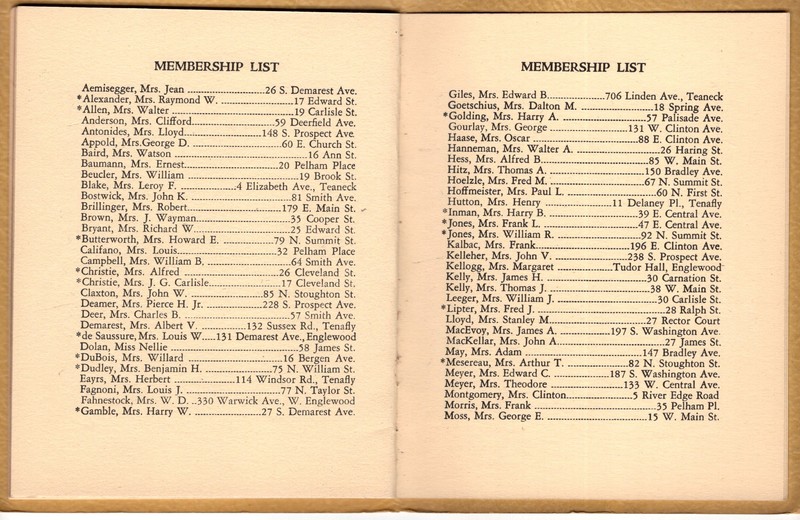 MEMBERSHIP LIST
Aemisegger, Mrs. Jean ..........26 S. Demarest Ave.
*Alexander, Mrs. Raymond W. ..........17 Edward St.
*Allen, Mrs. Walter ..........19 Carlisle St.
Anderson, Mrs. Clifford..........59 Deerfield Ave.
Antonides, Mrs. Lloyd..........148 S. Prospect Ave.
Appold, Mrs.George D. ..........60 E. Church St.
Baird, Mrs. Watson ..........16 Ann St.
Baumann, Mrs. Ernest..........20 Pelham Place
Beucler, Mrs. William ..........19 Brook St.
Blake, Mrs. Leroy F. ..........4 Elizabeth Ave., Teaneck
Bostwick, Mrs. John K. ..........81 Smith Ave.
Brillinger, Mrs. Robert..........179 E. Main St.
Brown, Mrs. J. Wayman..........35 Cooper St.
Bryant, Mrs. Richard W...........25 Edward St.
*Butterworth, Mrs. Howard E. ..........79 N. Summit St.
Califano, Mrs. Louis..........32 Pelham Place
Campbell, Mrs. William B. ..........64 Smith Ave.
*Christie, Mrs. Alfred ..........26 Cleveland St.
*Christie, Mrs. J. G. Carlisle..........17 Cleveland St.
Claxton, Mrs. John W. ..........85 N. Stoughton St.
Deamer, Mrs. Pierce H. Jr. ..........228 S. Prospect Ave.
Deer, Mrs. Charles B. ..........57 Smith Ave.
Demarest, Mrs. Albert V. ..........132 Sussex Rd., Tenafly
*de Saussure, Mrs. Louis W.....131 Demarest Ave., Englewood
Dolan, Miss Nellie ..........58 James St.
*DuBois, Mrs. Willard ..........16 Bergen Ave.
*Dudley, Mrs. Benjamin H. ..........75 N. William St.
Eayrs, Mrs. Herbert ..........114 Windsor Rd., Tenafly
Fagnoni, Mrs. Louis J. ..........77 N. Taylor St.
Fahnestock, Mrs. W. D. ..330 Warwick Ave., W. Englewood
*Gamble, Mrs. Harry W. ..........27 S. Demarest Ave.
MEMBERSHIP LIST
Giles, Mrs. Edward B...........706 Linden Ave., Teaneck
Goetschius, Mrs. Dalton M. ..........18 Spring Ave.
*Golding, Mrs. Harry A. ..........57 Palisade Ave.
Gourlay, Mrs. George ..........131 W. Clinton Ave.
Haase, Mrs. Oscar ..........88 E. Clinton Ave.
Hanneman, Mrs. Walter A. ..........26 Haring St.
Hess, Mrs. Alfred B...........85 W. Main St.
Hitz, Mrs. Thomas A. ..........150 Bradley Ave.
Hoelzle, Mrs. Fred M. ..........67 N. Summit St.
Hoffmeister, Mrs. Paul L. ..........60 N. First St.
Hutton, Mrs. Henry ..........11 Delaney Pl., Tenafly
*Inman, Mrs. Harry B. ..........39 E. Central Ave.
*Jones, Mrs. Frank L. ..........47 E. Central Ave.
*Jones, Mrs. William R. ..........92 N. Summit St.
Kalbac, Mrs. Frank..........196 E. Clinton Ave.
Kelleher, Mrs. John V. ..........238 S. Prospect Ave.
Kellogg, Mrs. Margaret ..........Tudor Hall, Englewood
Kelly, Mrs. James H. ..........30 Carnation St.
Kelly, Mrs. Thomas J. ..........38 W. Main St.
Leeger, Mrs. William J. ..........30 Carlisle St.
*Lipter, Mrs. Fred J. ..........28 Ralph St.
Lloyd, Mrs. Stanley M...........27 Rector Court
MacEvoy, Mrs. James A. ..........197 S. Washington Ave.
MacKellar, Mrs. John A...........27 James St.
May, Mrs. Adam ..........147 Bradley Ave.
*Mesereau, Mrs. Arthur T. ..........82 N. Stoughton St.
Meyer, Mrs. Edward C. ..........187 S. Washington Ave.
Meyer, Mrs. Theodore ..........133 W. Central Ave.
Montgomery, Mrs. Clinton..........5 River Edge Road
Morris, Mrs. Frank ..........35 Pelham Pl.
Moss, Mrs. George E. ..........15 W. Main St.